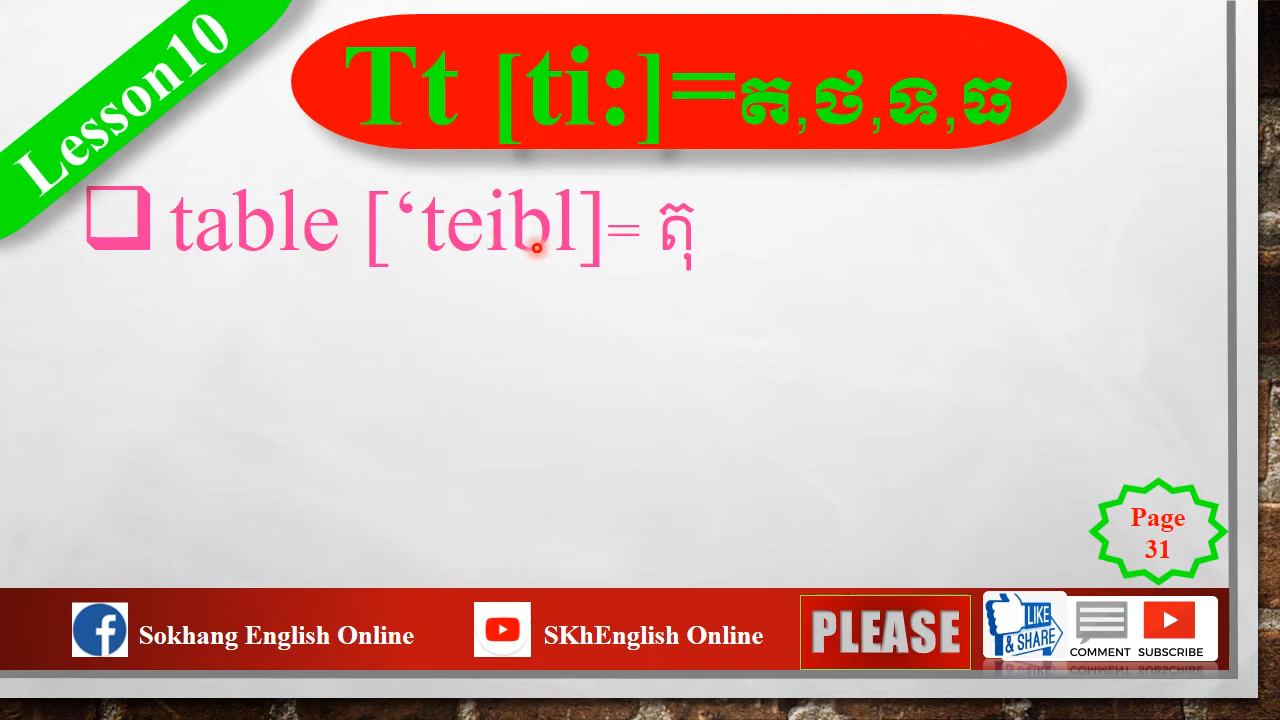 Lesson10
Tt [ti:]=ត,ថ,ទ,ធ
table [‘teibl]= តុ
Page
31
Sokhang English Online
SKhEnglish Online
PLEASE
LIKE
& SHARE
COMMENT
SUBSCRIBE